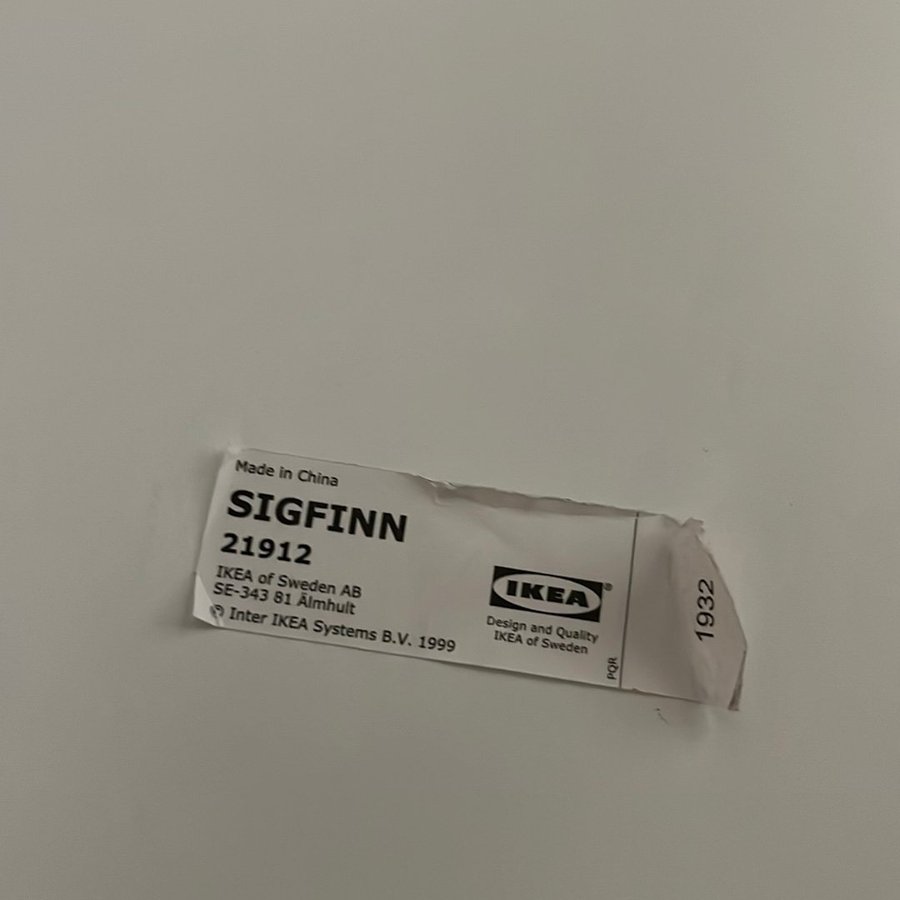 Made in China
SIGFINN
21912
IKEA of Sweden AB
SE-343 81 Älmhult
© Inter IKEA Systems B.V. 1999
IKEA®
Design and Quality
IKEA of Sweden
PQR
1932